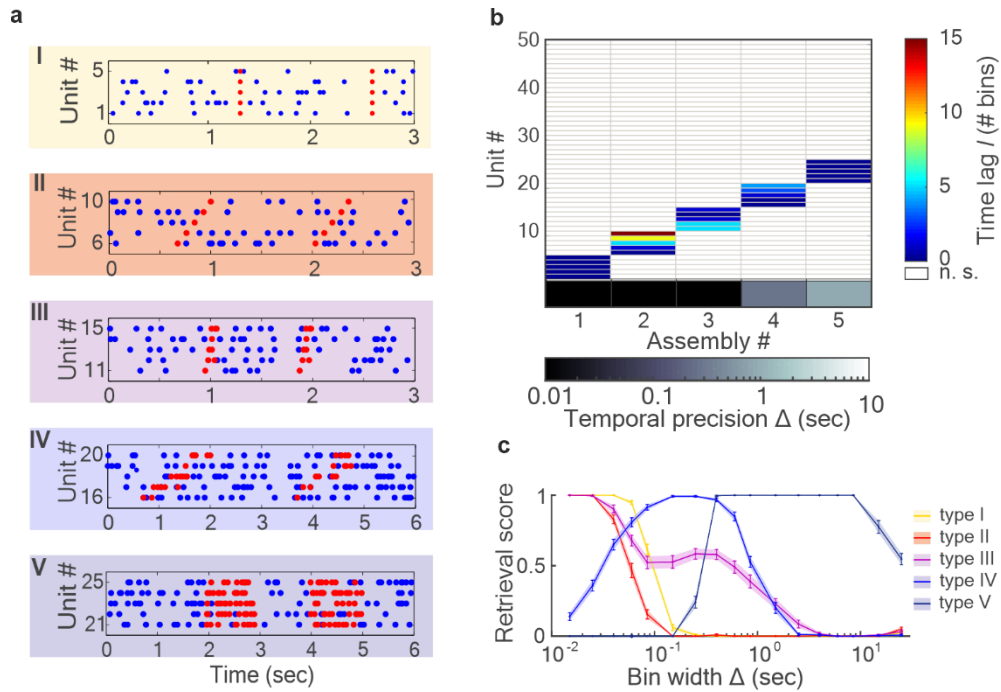 a
I
Unit #
5
1
0 1 2 3
II
Unit #
10
6
0 1 2 3
III
Unit #
15
11
0 1 2 3
IV
Unit #
20
16
0 1 2 3 4 5 6
V
Unit #
25
21
0 1 2 3 4 5 6
Time (sec)
b
Unit #
50
40
30
20
10
1 2 3 4 5
Assembly #
15
10
5
0
n. s.
Time lag l (# bins)
0.01 0.1 1 10
Temporal precision Δ (sec)
c
Retrieval score
1
0.5
0
10⁻² 10⁻¹ 10⁰ 10¹
Bin width Δ (sec)
type I
type II
type III
type IV
type V